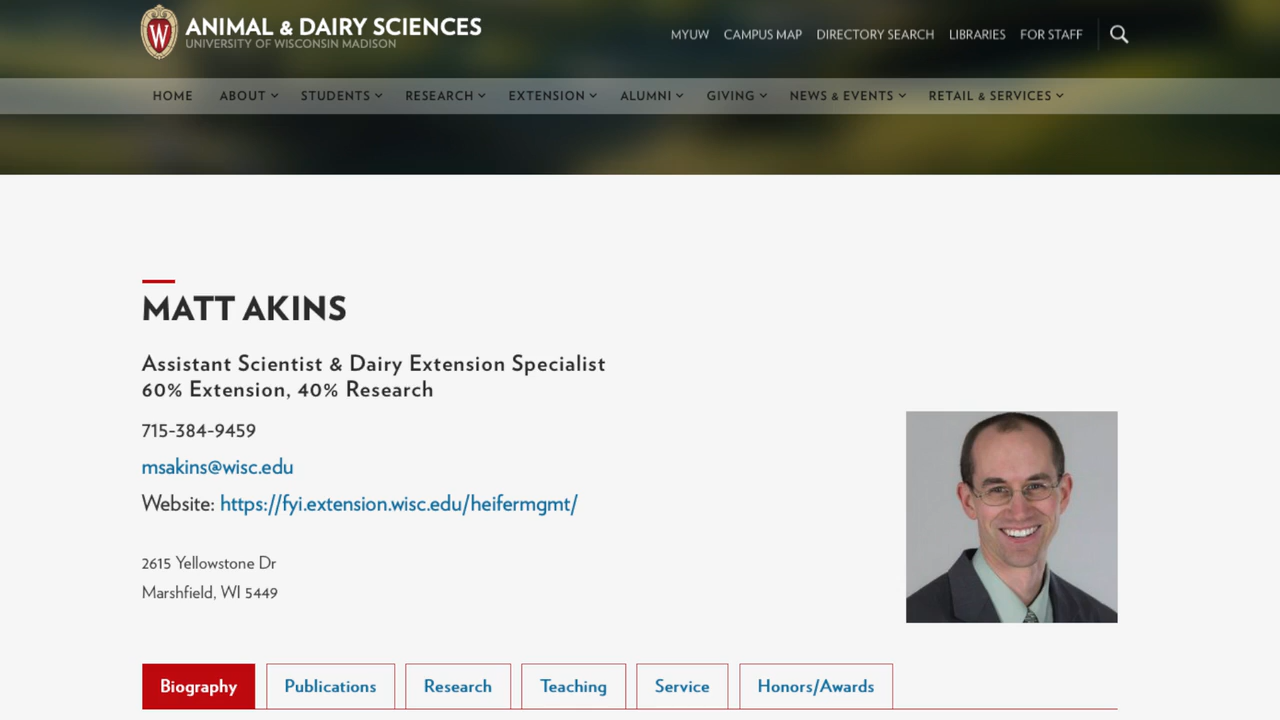 W
ANIMAL & DAIRY SCIENCES
UNIVERSITY OF WISCONSIN MADISON
MYUW CAMPUS MAP DIRECTORY SEARCH LIBRARIES FOR STAFF
HOME ABOUT STUDENTS RESEARCH EXTENSION ALUMNI GIVING NEWS & EVENTS RETAIL & SERVICES
MATT AKINS
Assistant Scientist & Dairy Extension Specialist
60% Extension, 40% Research
715-384-9459
msakins@wisc.edu
Website: https://fyi.extension.wisc.edu/heifermgmt/
2615 Yellowstone Dr
Marshfield, WI 5449
Biography Publications Research Teaching Service Honors/Awards